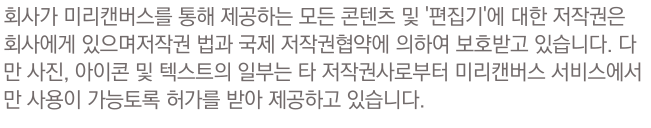 회사가 미리캔버스를 통해 제공하는 모든 콘텐츠 및 '편집기'에 대한 저작권은
회사에게 있으며저작권 법과 국제 저작권협약에 의하여 보호받고 있습니다. 다
만 사진, 아이콘 및 텍스트의 일부는 타 저작권사로부터 미리캔버스 서비스에서
만 사용이 가능토록 허가를 받아 제공하고 있습니다.